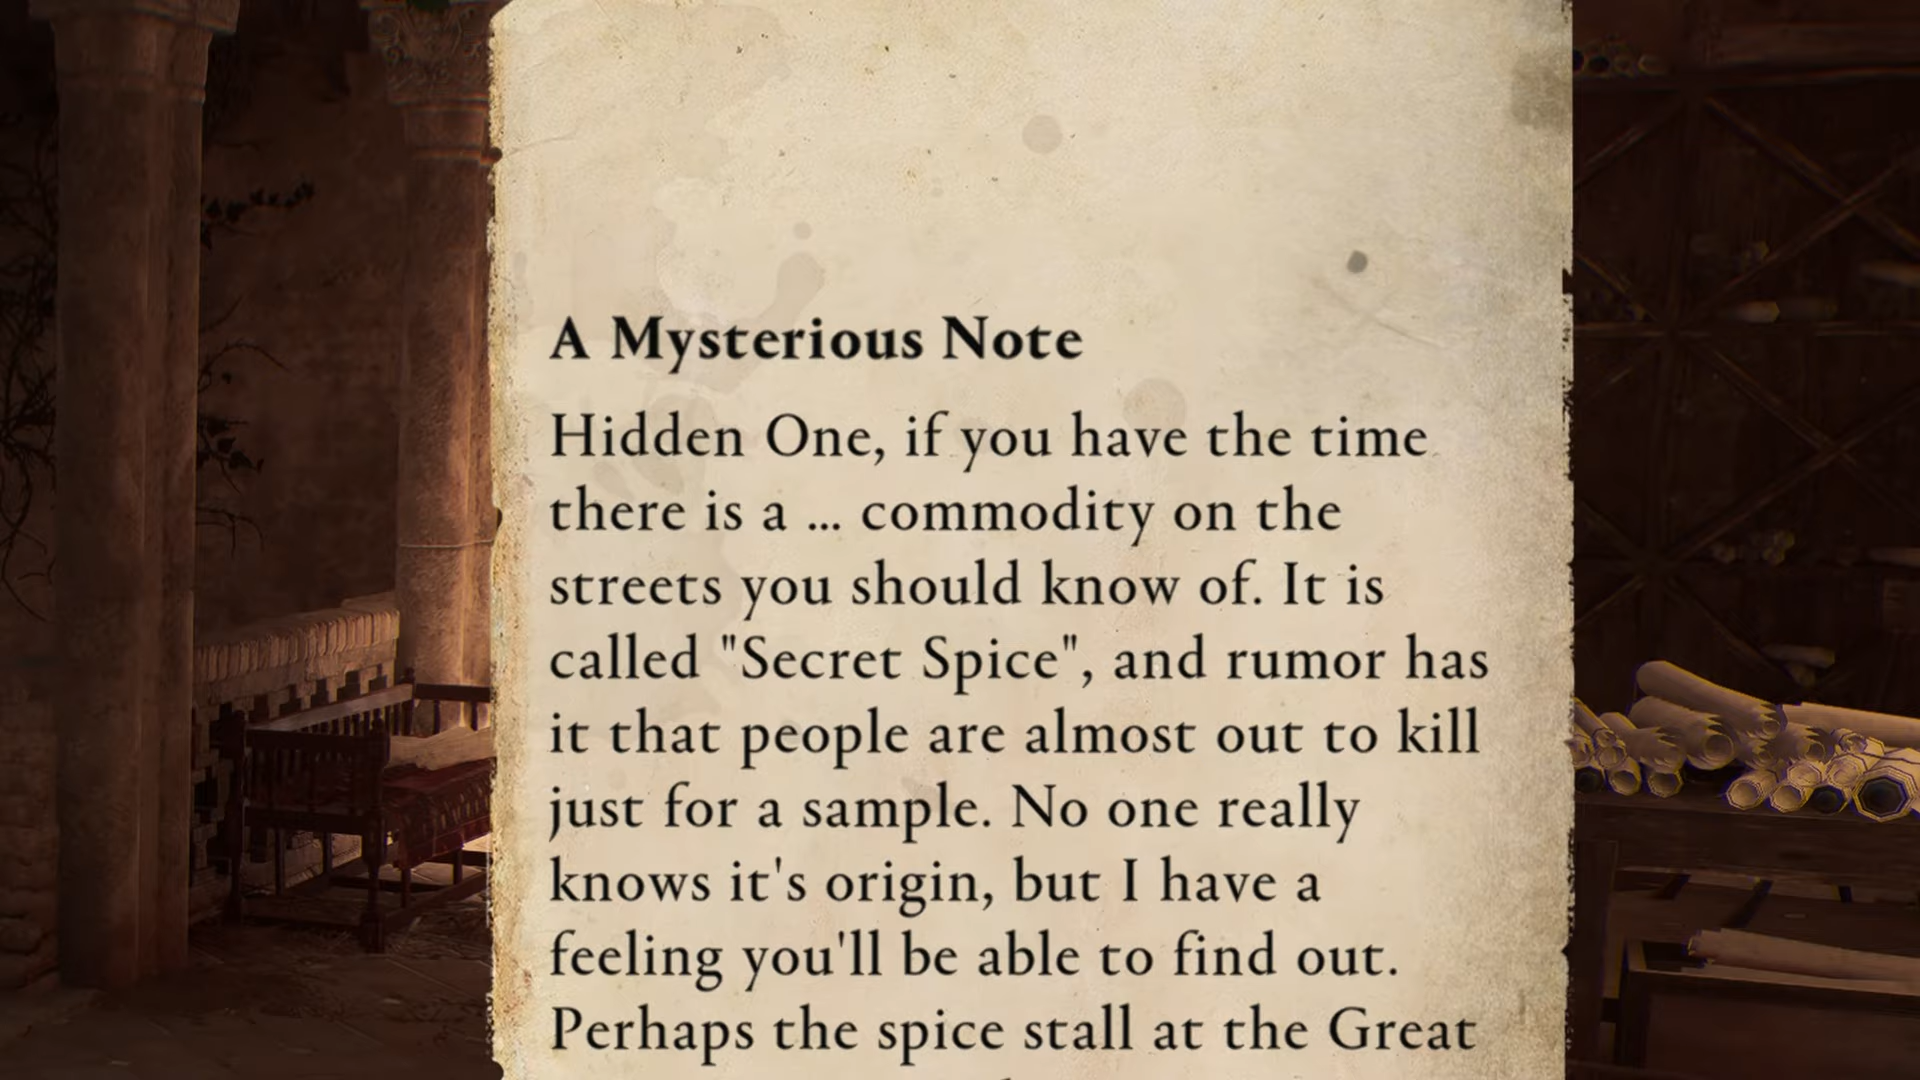 A Mysterious Note
Hidden One, if you have the time
there is a ... commodity on the
streets you should know of. It is
called "Secret Spice", and rumor has
it that people are almost out to kill
just for a sample. No one really
knows it's origin, but I have a
feeling you'll be able to find out.
Perhaps the spice stall at the Great